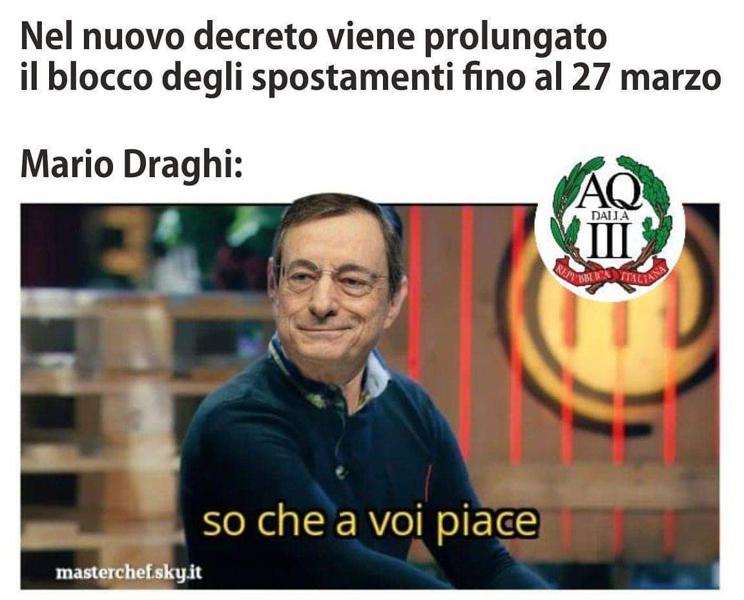 Nel nuovo decreto viene prolungato
il blocco degli spostamenti fino al 27 marzo
Mario Draghi:
AQ
DALLA
III
REPUBBLICA ITALIANA
so che a voi piace
masterchef.sky.it